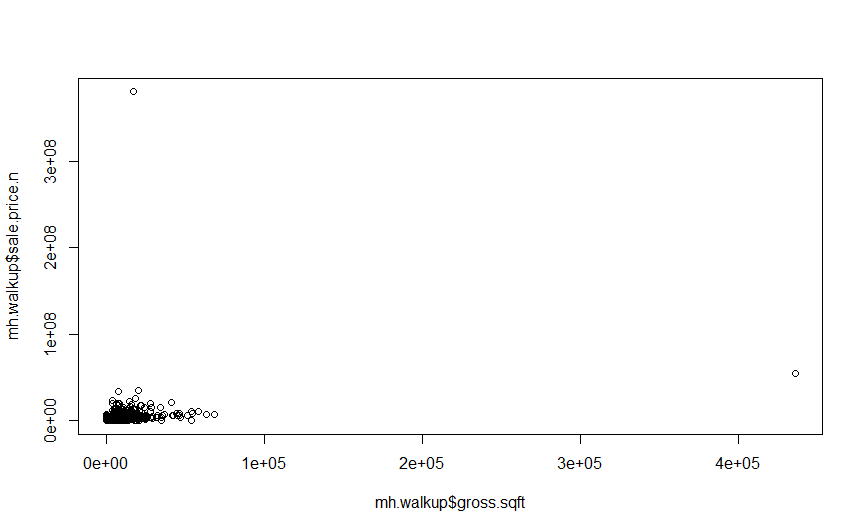 mh.walkup$sale.price.n
3e+08
2e+08
1e+08
0e+00
0e+00 1e+05 2e+05 3e+05 4e+05
mh.walkup$gross.sqft